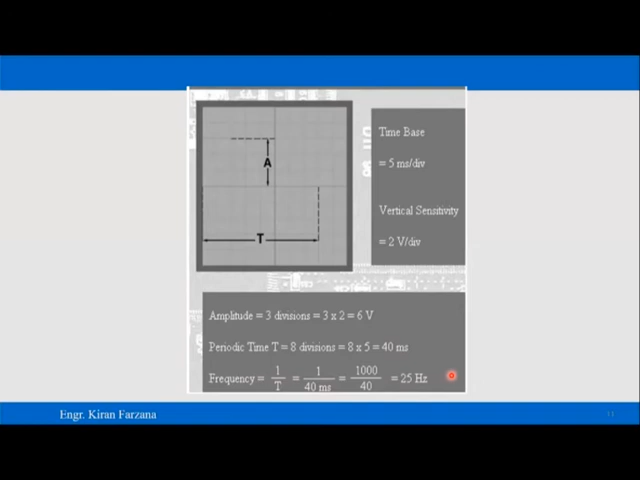 A
T
Time Base
= 5 ms/div
Vertical Sensitivity
= 2 V/div
Amplitude = 3 divisions = 3 x 2 = 6 V
Periodic Time T = 8 divisions = 8 x 5 = 40 ms
Frequency = 1/T = 1/40 ms = 1000/40 = 25 Hz
Engr. Kiran Farzana